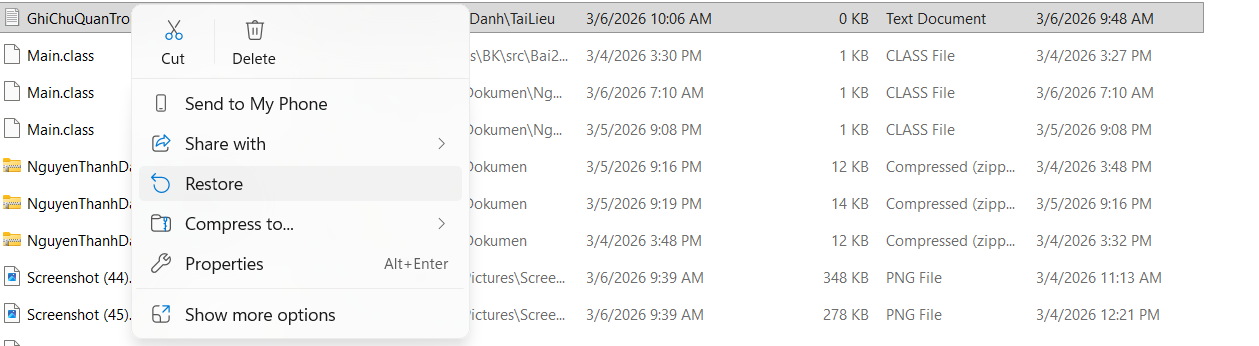 GhiChuQuanTro Danh\TaiLieu 3/6/2026 10:06 AM 0 KB Text Document 3/6/2026 9:48 AM
Cut Delete
Main.class s\BK\src\Bai2... 3/4/2026 3:30 PM 1 KB CLASS File 3/4/2026 3:27 PM
Main.class Dokumen\Ng... 3/6/2026 7:10 AM 1 KB CLASS File 3/6/2026 7:10 AM
Send to My Phone
Main.class Dokumen\Ng... 3/5/2026 9:08 PM 1 KB CLASS File 3/5/2026 9:08 PM
Share with
NguyenThanhDa Dokumen 3/5/2026 9:16 PM 12 KB Compressed (zipp... 3/4/2026 3:48 PM
Restore
NguyenThanhDa Dokumen 3/5/2026 9:19 PM 14 KB Compressed (zipp... 3/5/2026 9:16 PM
Compress to...
NguyenThanhDa Dokumen 3/4/2026 3:48 PM 12 KB Compressed (zipp... 3/4/2026 3:32 PM
Properties Alt+Enter
Screenshot (44). Pictures\Scree... 3/6/2026 9:39 AM 348 KB PNG File 3/4/2026 11:13 AM
Screenshot (45). Pictures\Scree... 3/6/2026 9:39 AM 278 KB PNG File 3/4/2026 12:21 PM
Show more options